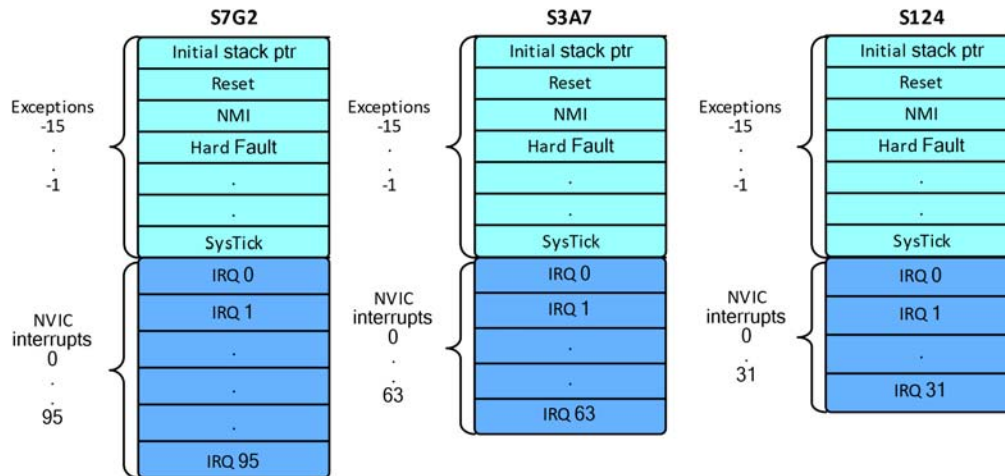 S7G2
Exceptions
-15
.
.
-1
Initial stack ptr
Reset
NMI
Hard Fault
.
.
SysTick
NVIC
interrupts
0
.
.
95
IRQ 0
IRQ 1
.
.
.
IRQ 95
S3A7
Exceptions
-15
.
.
-1
Initial stack ptr
Reset
NMI
Hard Fault
.
.
SysTick
NVIC
interrupts
0
.
.
63
IRQ 0
IRQ 1
.
.
IRQ 63
S124
Exceptions
-15
.
.
-1
Initial stack ptr
Reset
NMI
Hard Fault
.
.
SysTick
NVIC
interrupts
0
.
31
IRQ 0
IRQ 1
.
IRQ 31